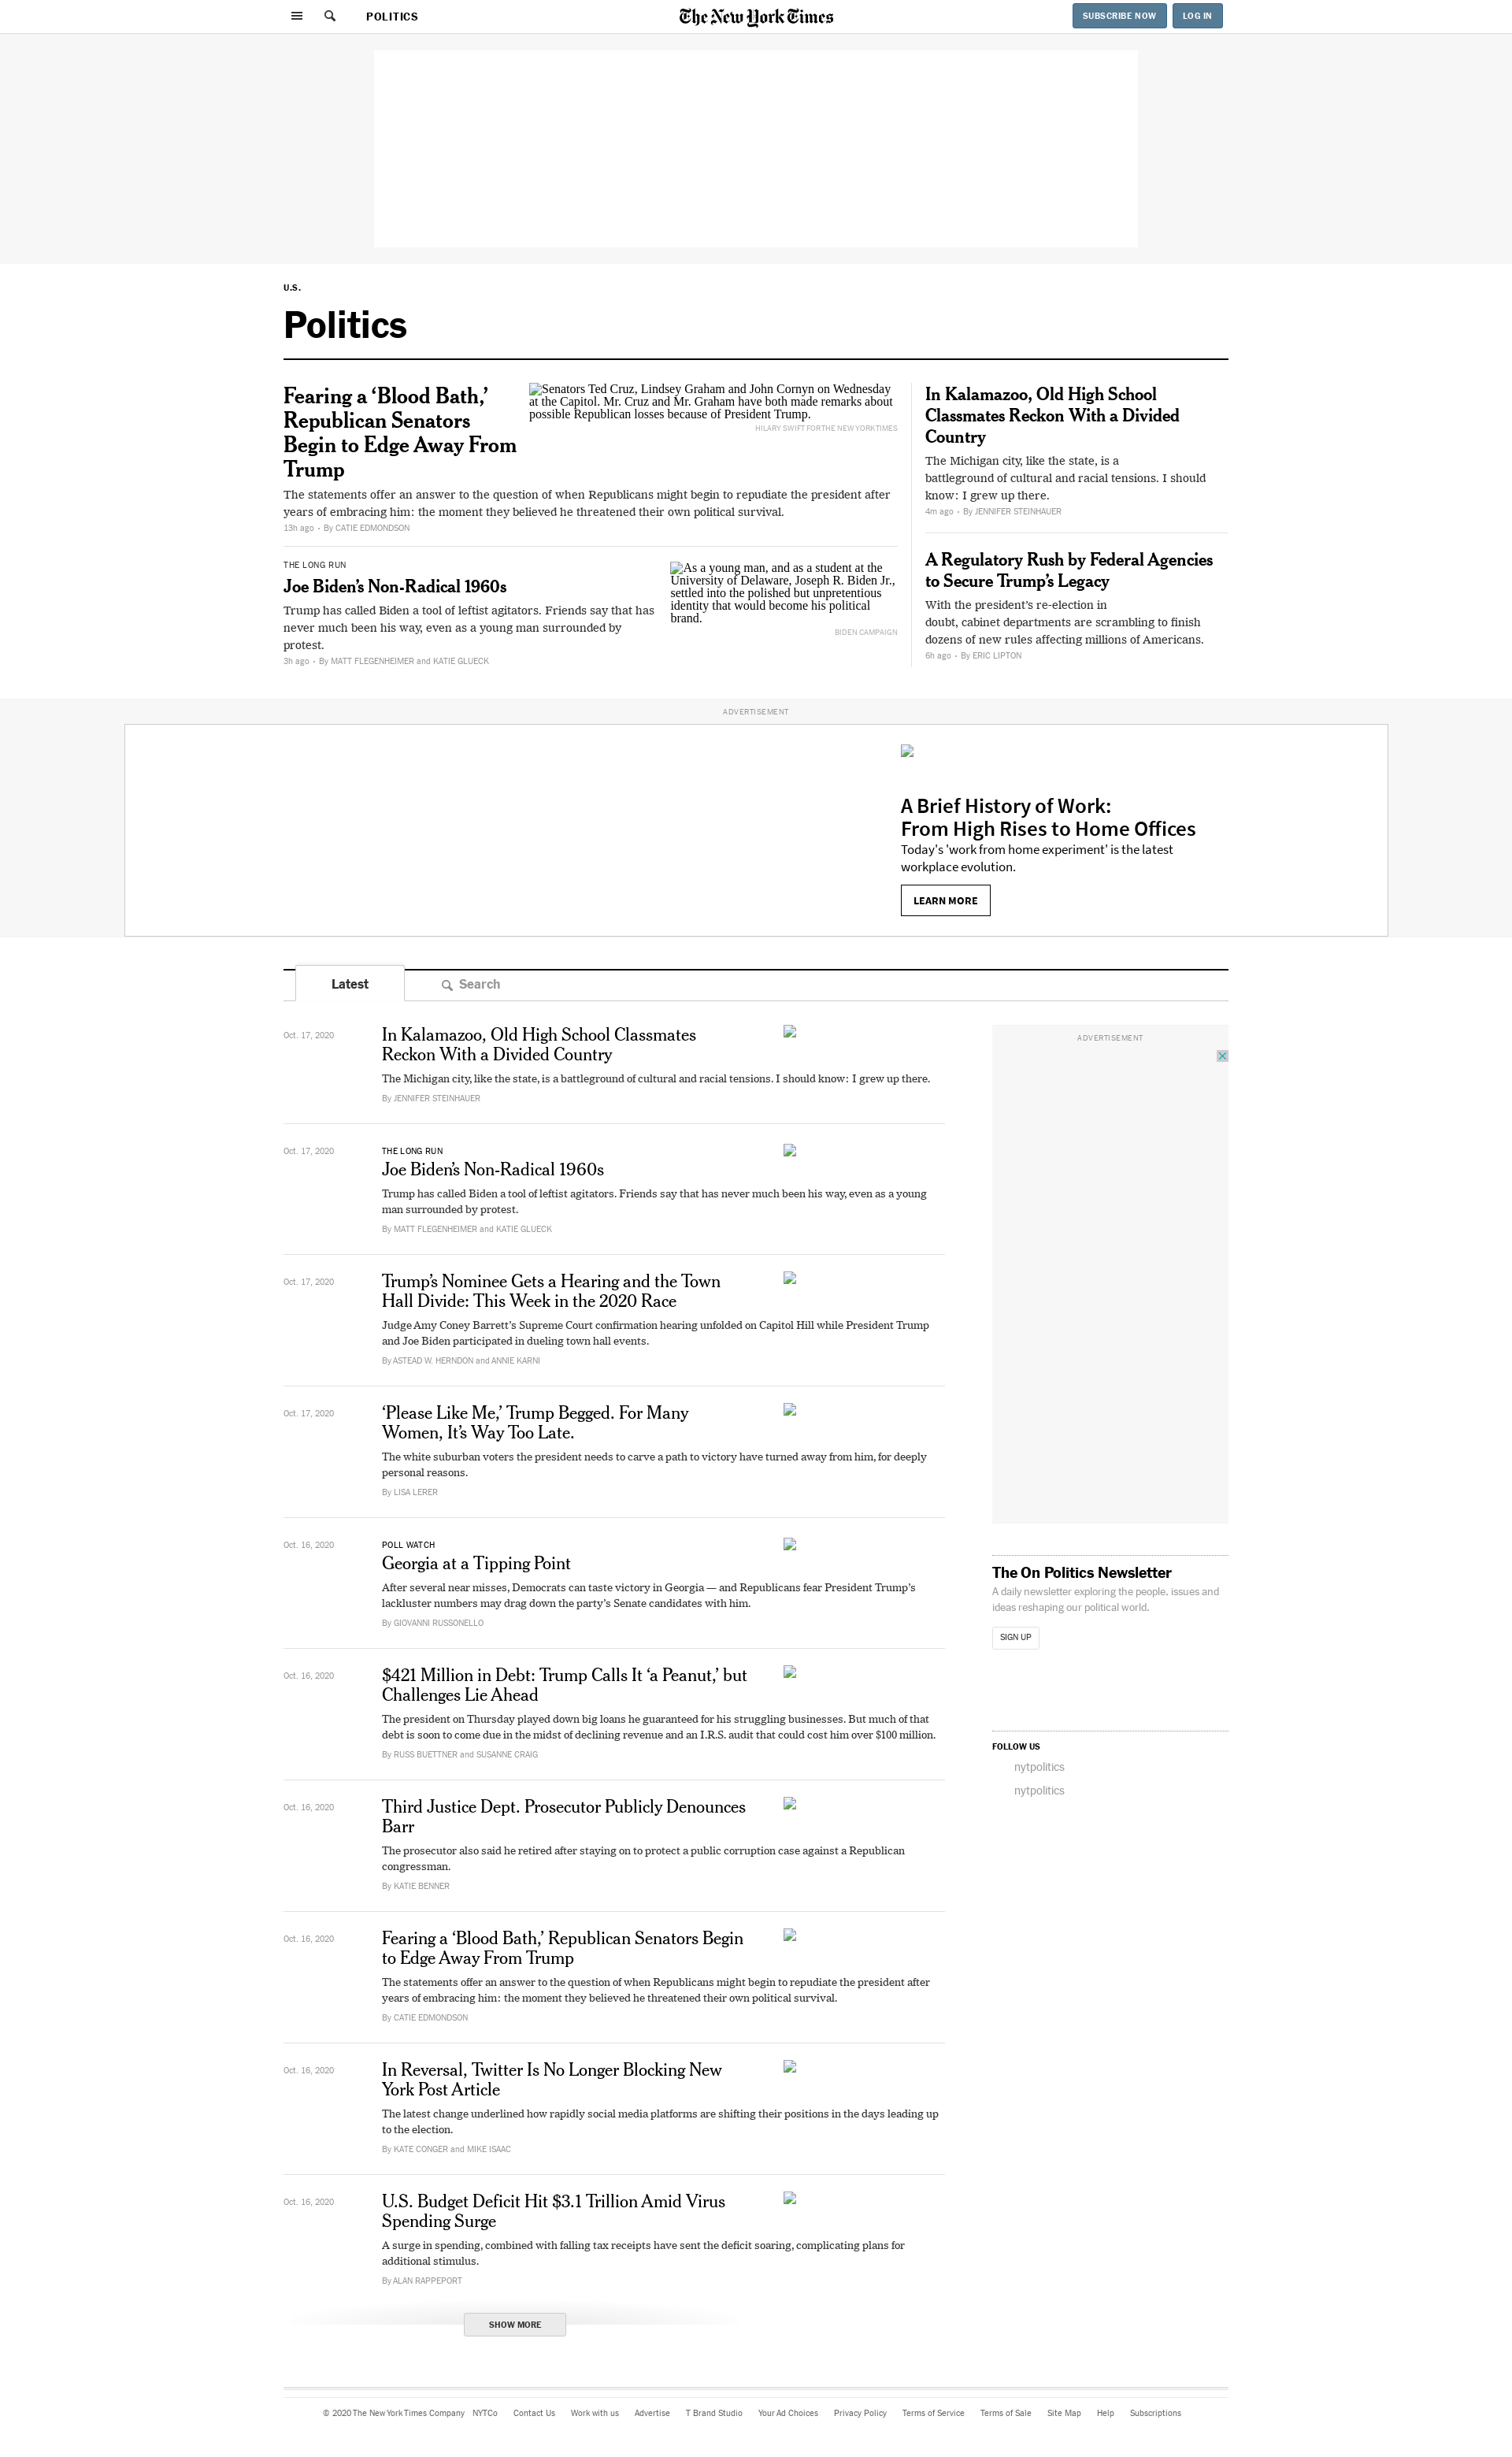 POLITICS
The New York Times
SUBSCRIBE NOW
LOG IN
U.S.
Politics
Fearing a ‘Blood Bath,’
Republican Senators
Begin to Edge Away From
Trump
Senators Ted Cruz, Lindsey Graham and John Cornyn on Wednesday
at the Capitol. Mr. Cruz and Mr. Graham have both made remarks about
possible Republican losses because of President Trump.
HILARY SWIFT FOR THE NEW YORK TIMES
The statements offer an answer to the question of when Republicans might begin to repudiate the president after
years of embracing him: the moment they believed he threatened their own political survival.
13h ago • By CATIE EDMONDSON
THE LONG RUN
Joe Biden’s Non-Radical 1960s
Trump has called Biden a tool of leftist agitators. Friends say that has
never much been his way, even as a young man surrounded by
protest.
3h ago • By MATT FLEGENHEIMER and KATIE GLUECK
As a young man, and as a student at the
University of Delaware, Joseph R. Biden Jr.,
settled into the polished but unpretentious
identity that would become his political
brand.
BIDEN CAMPAIGN
In Kalamazoo, Old High School
Classmates Reckon With a Divided
Country
The Michigan city, like the state, is a
battleground of cultural and racial tensions. I should
know: I grew up there.
4m ago • By JENNIFER STEINHAUER
A Regulatory Rush by Federal Agencies
to Secure Trump’s Legacy
With the president’s re-election in
doubt, cabinet departments are scrambling to finish
dozens of new rules affecting millions of Americans.
6h ago • By ERIC LIPTON
ADVERTISEMENT
A Brief History of Work:
From High Rises to Home Offices
Today's 'work from home experiment' is the latest
workplace evolution.
LEARN MORE
Latest
Search
Oct. 17, 2020
In Kalamazoo, Old High School Classmates
Reckon With a Divided Country
The Michigan city, like the state, is a battleground of cultural and racial tensions. I should know: I grew up there.
By JENNIFER STEINHAUER
Oct. 17, 2020
THE LONG RUN
Joe Biden’s Non-Radical 1960s
Trump has called Biden a tool of leftist agitators. Friends say that has never much been his way, even as a young
man surrounded by protest.
By MATT FLEGENHEIMER and KATIE GLUECK
Oct. 17, 2020
Trump’s Nominee Gets a Hearing and the Town
Hall Divide: This Week in the 2020 Race
Judge Amy Coney Barrett’s Supreme Court confirmation hearing unfolded on Capitol Hill while President Trump
and Joe Biden participated in dueling town hall events.
By ASTEAD W. HERNDON and ANNIE KARNI
Oct. 17, 2020
‘Please Like Me,’ Trump Begged. For Many
Women, It’s Way Too Late.
The white suburban voters the president needs to carve a path to victory have turned away from him, for deeply
personal reasons.
By LISA LERER
Oct. 16, 2020
POLL WATCH
Georgia at a Tipping Point
After several near misses, Democrats can taste victory in Georgia — and Republicans fear President Trump’s
lackluster numbers may drag down the party’s Senate candidates with him.
By GIOVANNI RUSSONELLO
Oct. 16, 2020
$421 Million in Debt: Trump Calls It ‘a Peanut,’ but
Challenges Lie Ahead
The president on Thursday played down big loans he guaranteed for his struggling businesses. But much of that
debt is soon to come due in the midst of declining revenue and an I.R.S. audit that could cost him over $100 million.
By RUSS BUETTNER and SUSANNE CRAIG
Oct. 16, 2020
Third Justice Dept. Prosecutor Publicly Denounces
Barr
The prosecutor also said he retired after staying on to protect a public corruption case against a Republican
congressman.
By KATIE BENNER
Oct. 16, 2020
Fearing a ‘Blood Bath,’ Republican Senators Begin
to Edge Away From Trump
The statements offer an answer to the question of when Republicans might begin to repudiate the president after
years of embracing him: the moment they believed he threatened their own political survival.
By CATIE EDMONDSON
Oct. 16, 2020
In Reversal, Twitter Is No Longer Blocking New
York Post Article
The latest change underlined how rapidly social media platforms are shifting their positions in the days leading up
to the election.
By KATE CONGER and MIKE ISAAC
Oct. 16, 2020
U.S. Budget Deficit Hit $3.1 Trillion Amid Virus
Spending Surge
A surge in spending, combined with falling tax receipts have sent the deficit soaring, complicating plans for
additional stimulus.
By ALAN RAPPEPORT
SHOW MORE
ADVERTISEMENT
The On Politics Newsletter
A daily newsletter exploring the people, issues and
ideas reshaping our political world.
SIGN UP
FOLLOW US
nytpolitics
nytpolitics
© 2020 The New York Times Company NYTCo Contact Us Work with us Advertise T Brand Studio Your Ad Choices Privacy Policy Terms of Service Terms of Sale Site Map Help Subscriptions